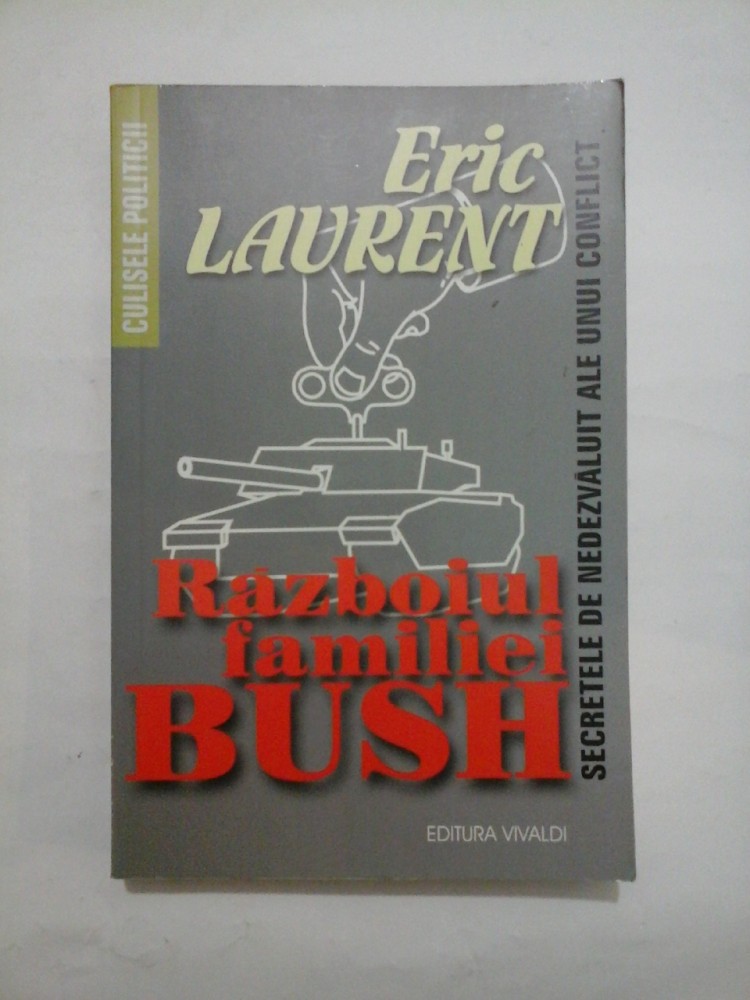 CULISELE POLITICII
Eric
LAURENT
SECRETELE DE NEDEZVĂLUIT ALE UNUI CONFLICT
Războiul
familiei
BUSH
EDITURA VIVALDI